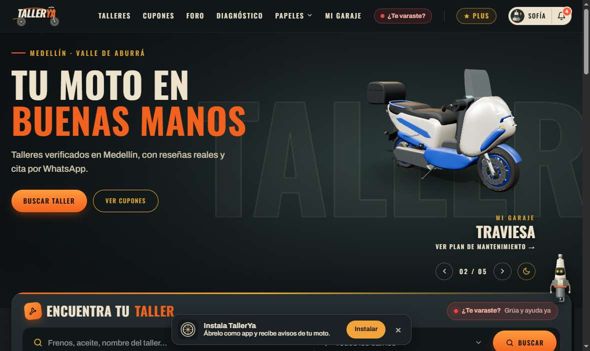 TALLERYA
TALLERES
CUPONES
FORO
DIAGNÓSTICO
PAPELES
MI GARAJE
¿Te varaste?
★ PLUS
SOFÍA
MEDELLÍN · VALLE DE ABURRÁ
TU MOTO EN
BUENAS MANOS
Talleres verificados en Medellín, con reseñas reales y
cita por WhatsApp.
BUSCAR TALLER
VER CUPONES
TALLER
MI GARAJE
TRAVIESA
VER PLAN DE MANTENIMIENTO →
02 / 05
ENCUENTRA TU TALLER
¿Te varaste? Grúa y ayuda ya
Instala TallerYa
Ábrelo como app y recibe avisos de tu moto.
Instalar
×
Frenos, aceite, nombre del taller...
BUSCAR